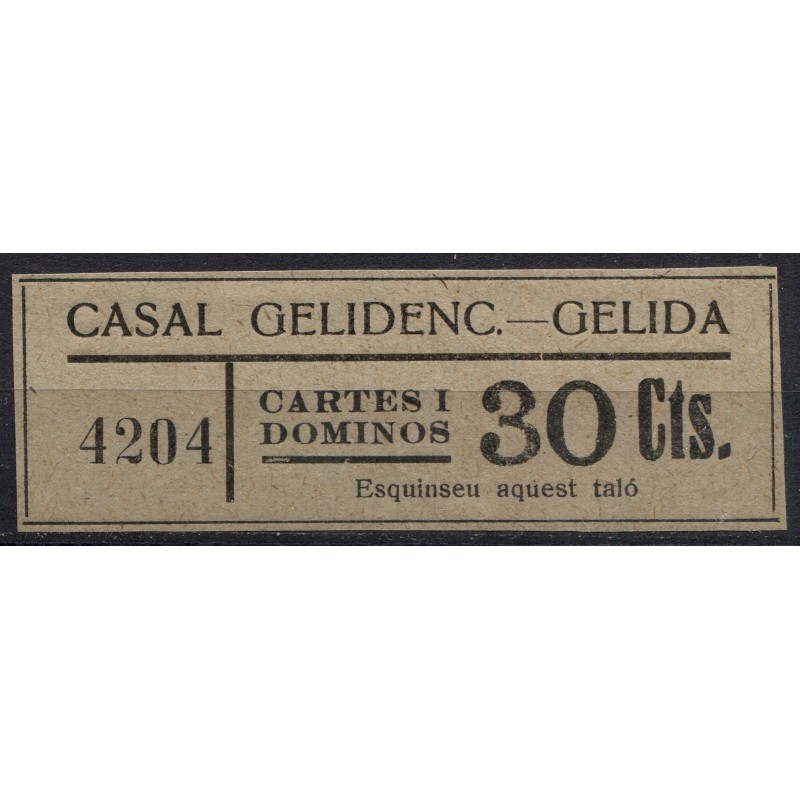 CASAL GELIDENC.—GELIDA
4204
CARTES I
DOMINOS
30 Cts.
Esquinseu aquest taló